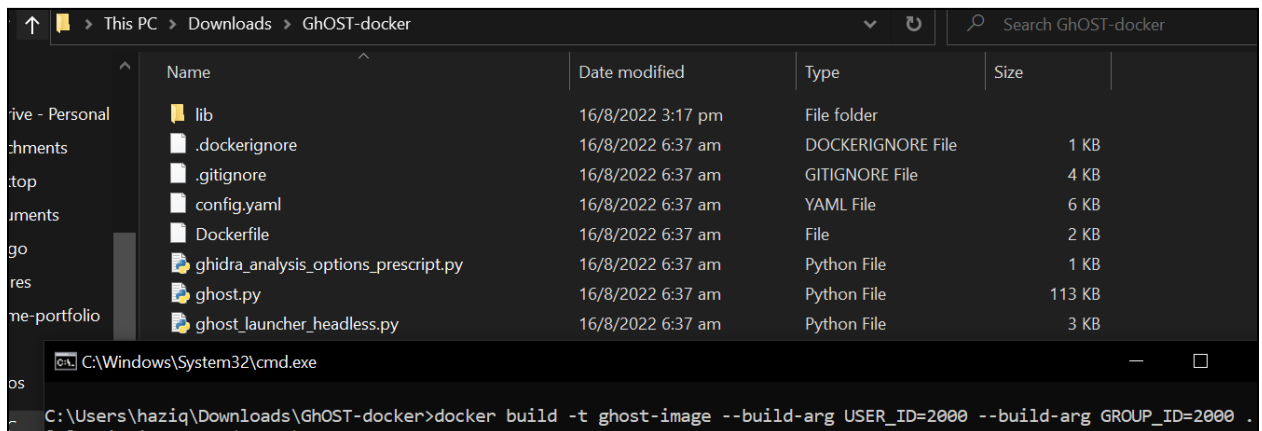 This PC > Downloads > GhOST-docker Search GhOST-docker
Name Date modified Type Size
rive - Personal lib 16/8/2022 3:17 pm File folder
chments .dockerignore 16/8/2022 6:37 am DOCKERIGNORE File 1 KB
top .gitignore 16/8/2022 6:37 am GITIGNORE File 4 KB
uments config.yaml 16/8/2022 6:37 am YAML File 6 KB
go Dockerfile 16/8/2022 6:37 am File 2 KB
res ghidra_analysis_options_prescript.py 16/8/2022 6:37 am Python File 1 KB
me-portfolio ghost.py 16/8/2022 6:37 am Python File 113 KB
ghost_launcher_headless.py 16/8/2022 6:37 am Python File 3 KB
os C:\Windows\System32\cmd.exe
C:\Users\haziq\Downloads\GhOST-docker>docker build -t ghost-image --build-arg USER_ID=2000 --build-arg GROUP_ID=2000 .